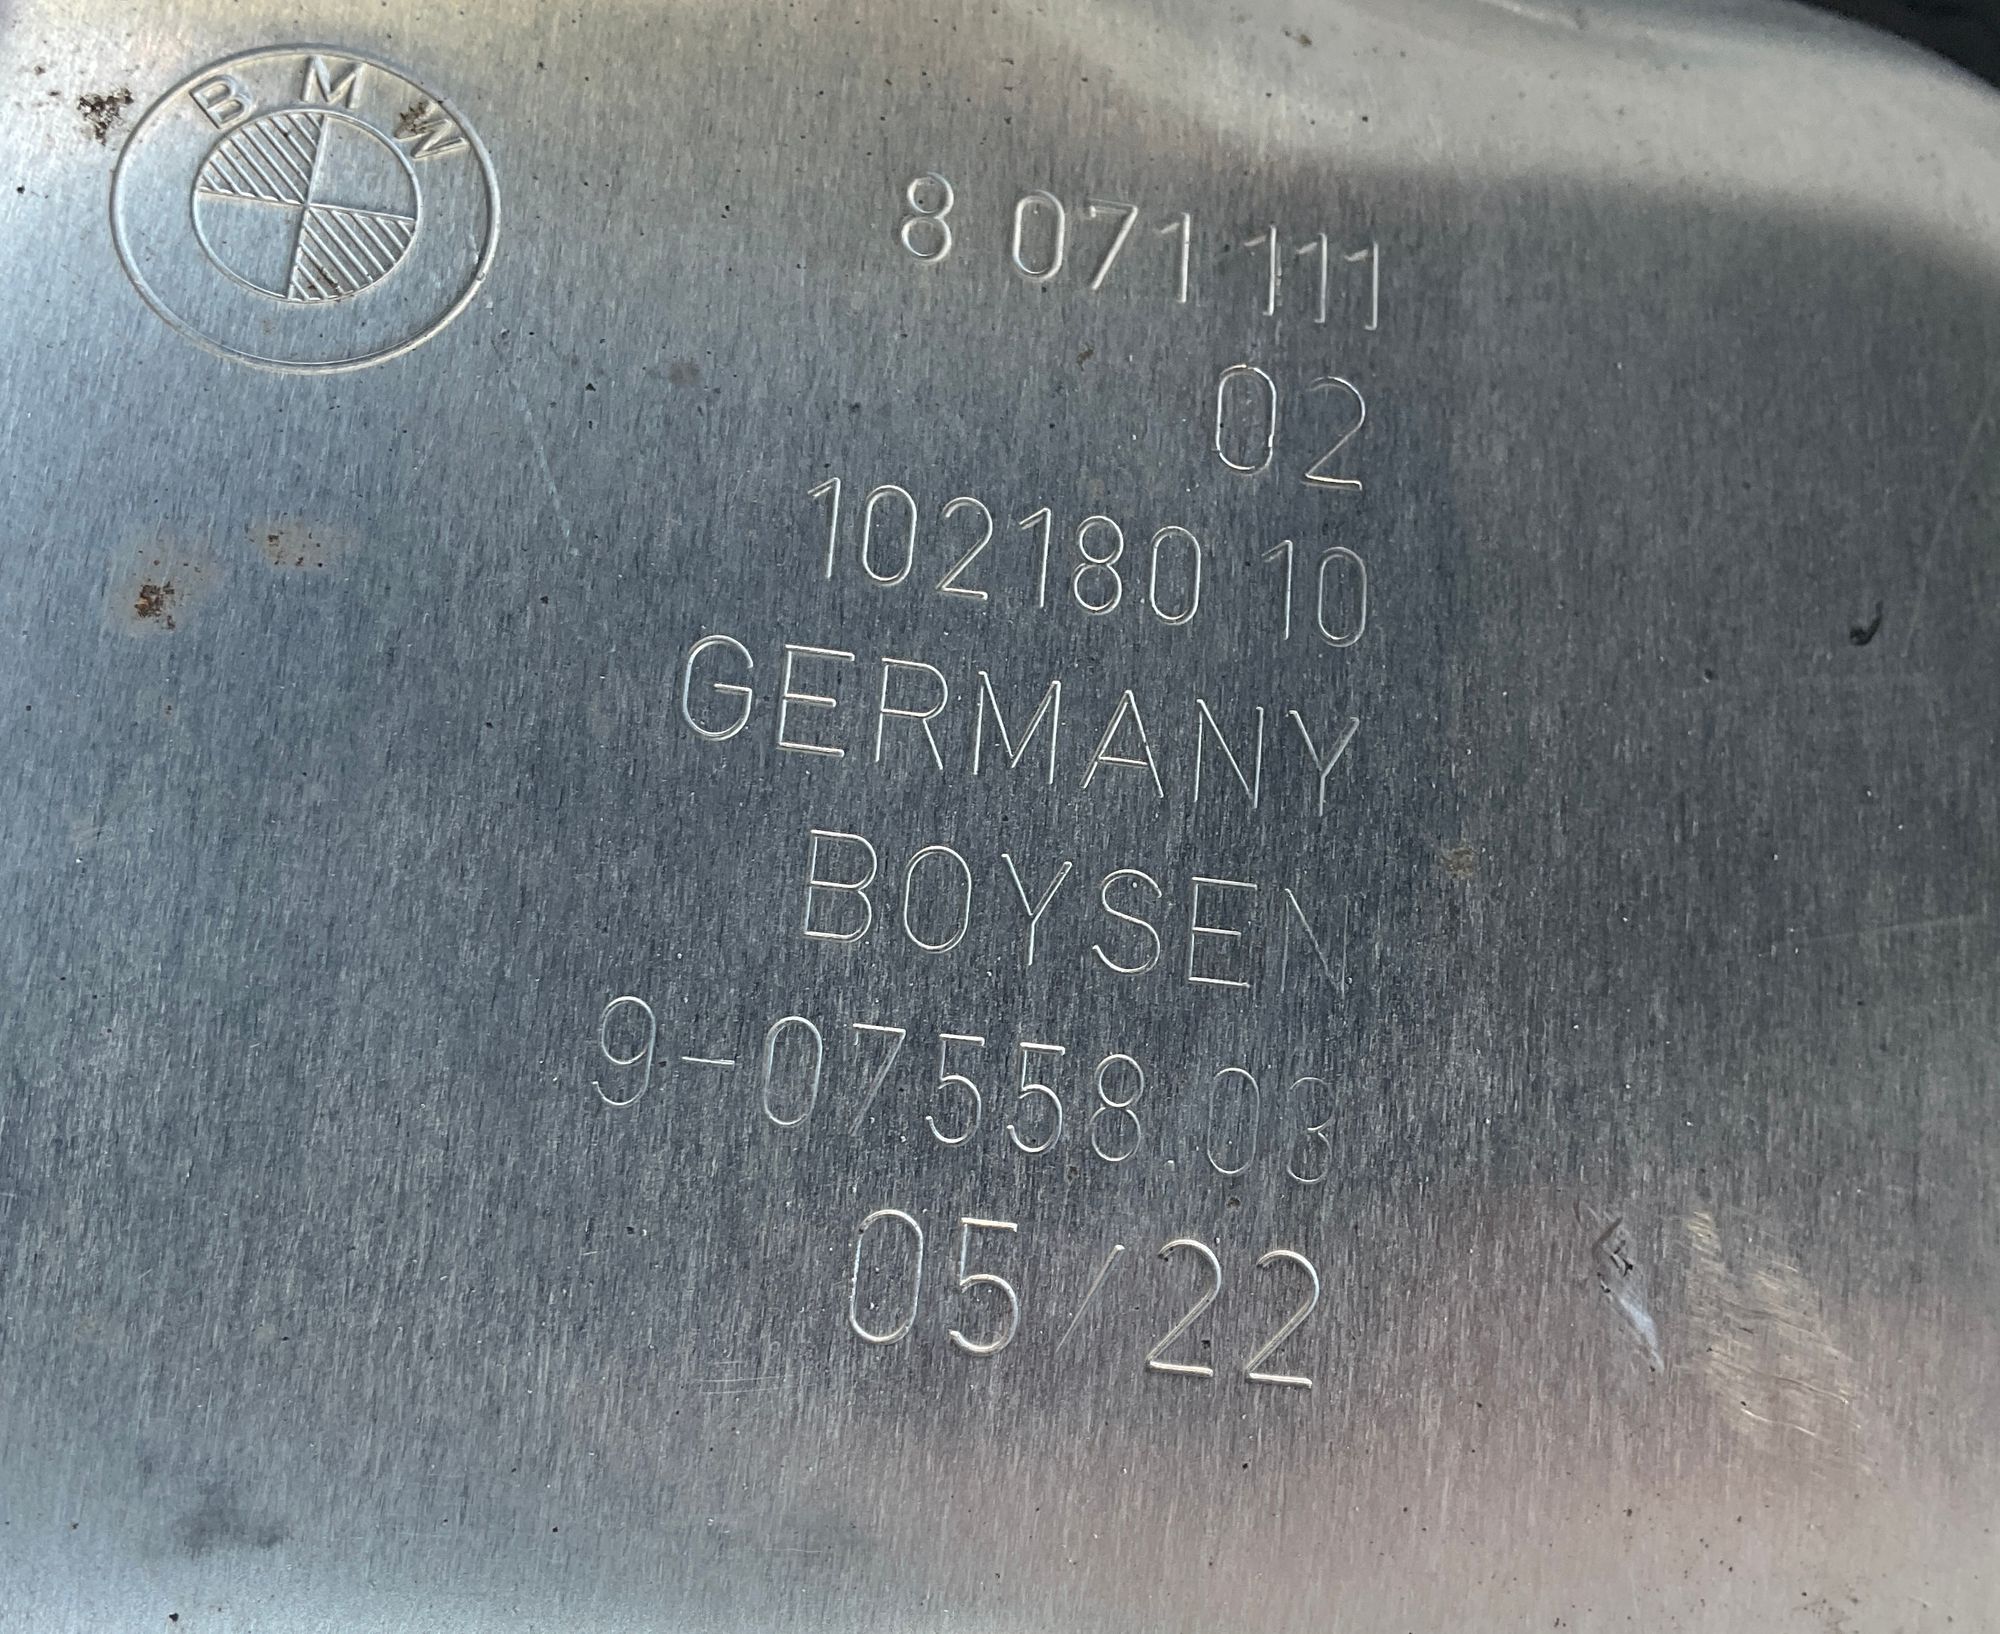 BMW
8 071 111
02
102180 10
GERMANY
BOYSEN
9-07558.03
05/22